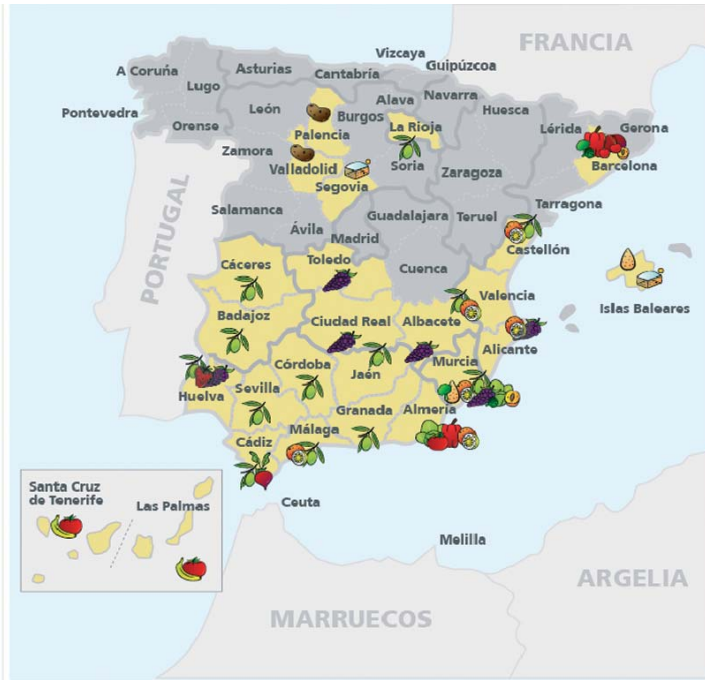 FRANCIA
Vizcaya
Guipúzcoa
A Coruña
Asturias
Cantabria
Lugo
Alava
Navarra
León
Burgos
Huesca
Pontevedra
Orense
Palencia
La Rioja
Lérida
Gerona
Zamora
Valladolid
Soria
Zaragoza
Barcelona
Segovia
Salamanca
Guadalajara
Teruel
Tarragona
Ávila
Madrid
PORTUGAL
Castellón
Cáceres
Toledo
Cuenca
Valencia
Islas Baleares
Badajoz
Ciudad Real
Albacete
Alicante
Murcia
Córdoba
Jaén
Huelva
Sevilla
Granada
Almería
Málaga
Cádiz
Santa Cruz
de Tenerife
Las Palmas
Ceuta
Melilla
ARGELIA
MARRUECOS